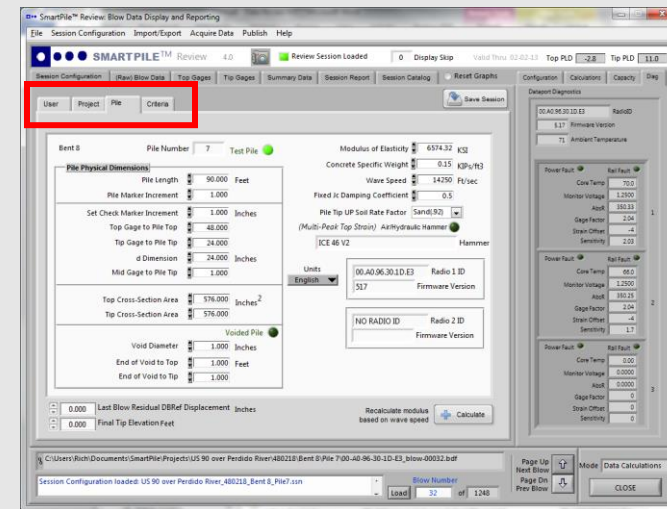 SmartPile™ Review: Blow Data Display and Reporting
File Session Configuration Import/Export Acquire Data Publish Help
SMARTPILE™ Review 4.0 Review Session Loaded 0 Display Skip Valid Thru 02-02-13 Top PLD -2.8 Tip PLD 11.0
Session Configuration (Raw) Blow Data Top Gages Tip Gages Summary Data Session Report Session Catalog Reset Graphs Configuration Calculations Capacity Diag
User Project Pile Criteria Save Session
Dataport Diagnostics
00.A0.96.30.1D.E3 RadioID
5.17 Firmware Version
71 Ambient Temperature
Bent 8 Pile Number 7 Test Pile
Pile Physical Dimensions
Pile Length 90.000 Feet
Pile Marker Increment 1.000
Set Check Marker Increment 1.000 Inches
Top Gage to Pile Top 48.000
Tip Gage to Pile Tip 24.000
d Dimension 24.000 Inches
Mid Gage to Pile Tip 1.000
Top Cross-Section Area 576.000 Inches2
Tip Cross-Section Area 576.000
Voided Pile
Void Diameter 1.000 Inches
End of Void to Top 1.000 Feet
End of Void to Tip 1.000
Modulus of Elasticity 6574.32 KSI
Concrete Specific Weight 0.15 KIPs/ft3
Wave Speed 14250 Ft/sec
Fixed Jc Damping Coefficient 0.5
Pile Tip UP Soil Rate Factor Sand(.92)
(Multi-Peak Top Strain) Air/Hydraulic Hammer
ICE 46 V2 Hammer
Units
English
00.A0.96.30.1D.E3 Radio 1 ID
517 Firmware Version
NO RADIO ID Radio 2 ID
Firmware Version
0.000 Last Blow Residual DBRef Displacement Inches
0.000 Final Tip Elevation Feet
Recalculate modulus
based on wave speed
Calculate
Power Fault Rail Fault
Core Temp 70.0
Monitor Voltage 1.2500
AbsR 350.33
Gage Factor 2.04
Strain Offset -4
Sensitivity 2.03
1
Power Fault Rail Fault
Core Temp 66.0
Monitor Voltage 1.2500
AbsR 350.25
Gage Factor 2.04
Strain Offset -4
Sensitivity 1.7
2
Power Fault Rail Fault
Core Temp 0.00
Monitor Voltage 0.0000
AbsR 0.0000
Gage Factor 0
Strain Offset 0
Sensitivity 0
3
C:\Users\Rich\Documents\SmartPile\Projects\US 90 over Perdido River\480218\Bent 8\Pile 7\00-A0-96-30-1D-E3_blow-00032.bdf
Session Configuration loaded: US 90 over Perdido River_480218_Bent 8_Pile7.ssn
Blow Number
Load 32 of 1248
Page Up
Next Blow
Page Dn
Prev Blow
Mode Data Calculations
CLOSE